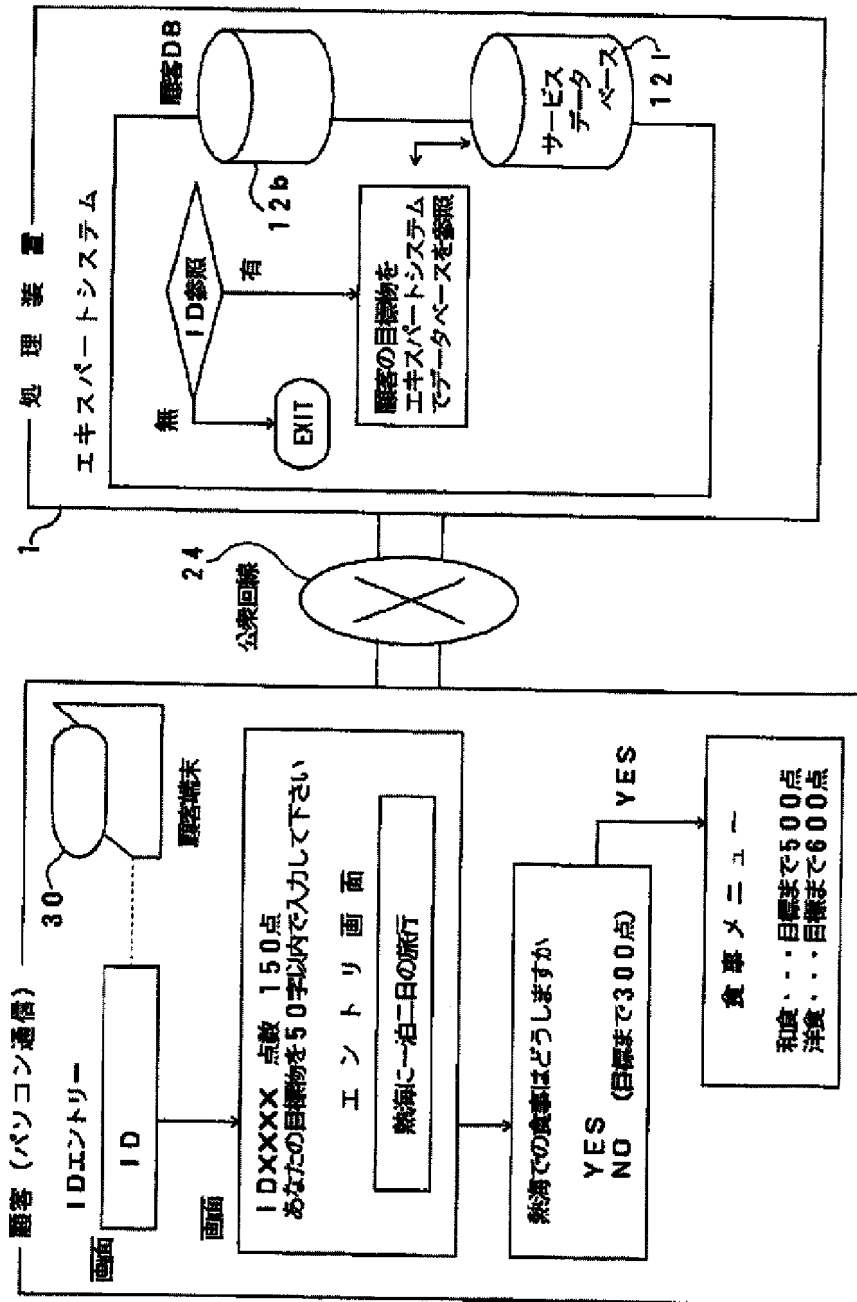 顧客(パソコン通信)
IDエントリー
画面
ID
30
顧客端末
画面
IDXXXX 点数 150点
あなたの目標物を50字以内で入力して下さい
エントリ画面
熱海に一泊二日の旅行
熱海での食事はどうしますか
YES
NO (目標まで300点)
YES
食事メニュー
和食・・・目標まで500点
洋食・・・目標まで600点
公衆回線
24
1
処理装置
エキスパートシステム
ID参照
無
有
EXIT
顧客の目標物を
エキスパートシステム
でデータベースを参照
顧客DB
12b
サービス
データ
ベース
121